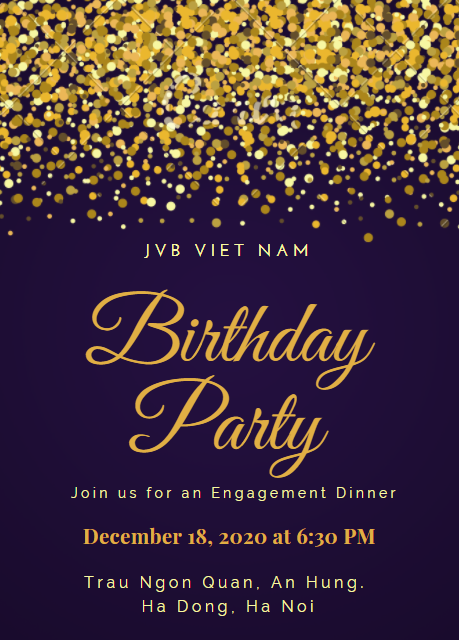 JVB VIET NAM
Birthday
Party
Join us for an Engagement Dinner
December 18, 2020 at 6:30 PM
Trau Ngon Quan, An Hung.
Ha Dong, Ha Noi